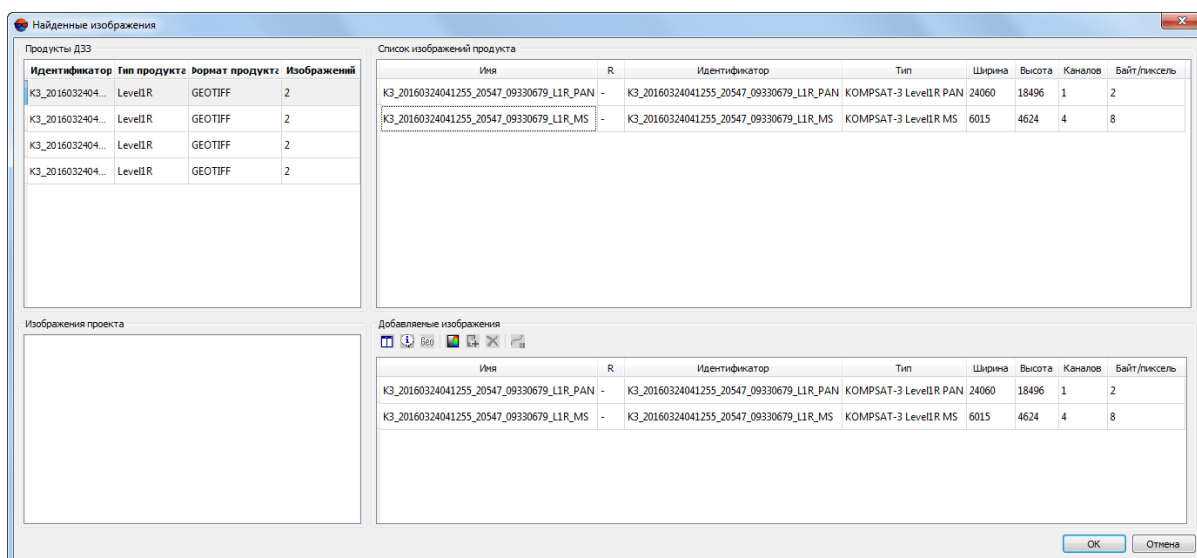 Найденные изображения
Продукты ДЗЗ
Идентификатор Тип продукта Формат продукта Изображений
K3_2016032404... Level1R GEOTIFF 2
K3_2016032404... Level1R GEOTIFF 2
K3_2016032404... Level1R GEOTIFF 2
K3_2016032404... Level1R GEOTIFF 2
Список изображений продукта
Имя R Идентификатор Тип Ширина Высота Каналов Байт/пиксель
K3_20160324041255_20547_09330679_L1R_PAN - K3_20160324041255_20547_09330679_L1R_PAN KOMPSAT-3 Level1R PAN 24060 18496 1 2
K3_20160324041255_20547_09330679_L1R_MS - K3_20160324041255_20547_09330679_L1R_MS KOMPSAT-3 Level1R MS 6015 4624 4 8
Изображения проекта
Добавляемые изображения
Geo
Имя R Идентификатор Тип Ширина Высота Каналов Байт/пиксель
K3_20160324041255_20547_09330679_L1R_PAN - K3_20160324041255_20547_09330679_L1R_PAN KOMPSAT-3 Level1R PAN 24060 18496 1 2
K3_20160324041255_20547_09330679_L1R_MS - K3_20160324041255_20547_09330679_L1R_MS KOMPSAT-3 Level1R MS 6015 4624 4 8
OK Отмена